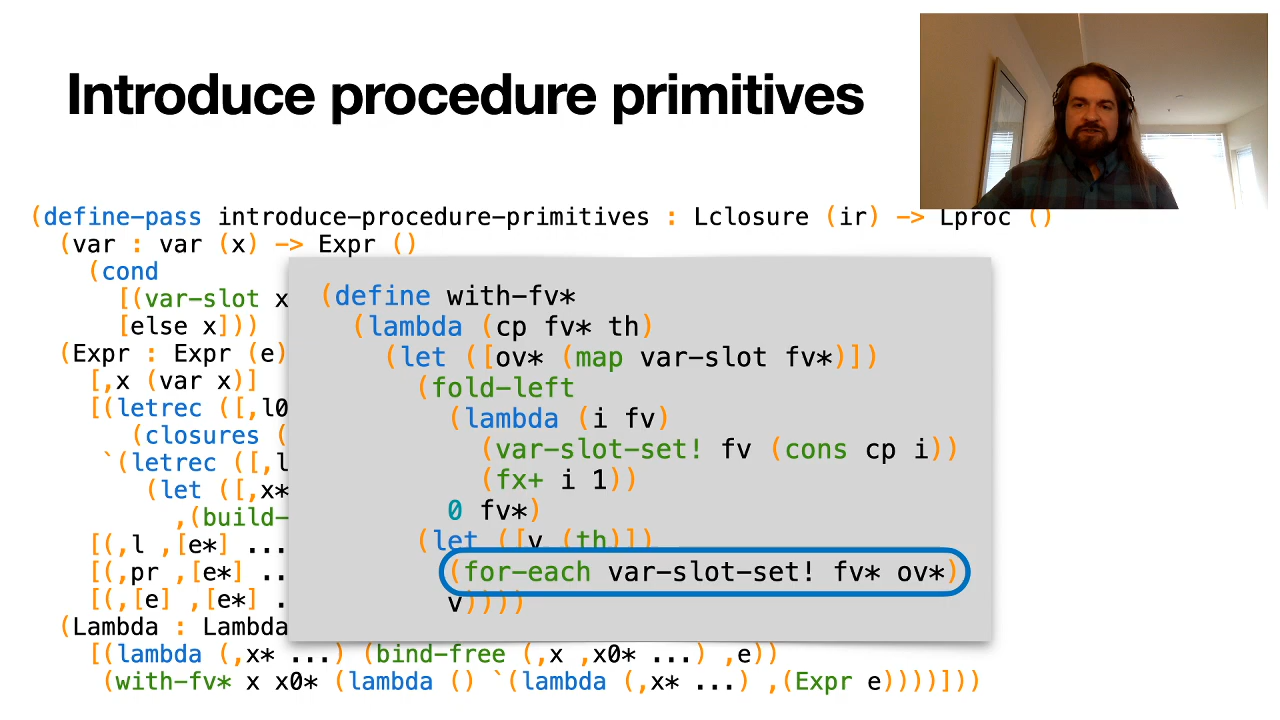 Introduce procedure primitives
(define-pass introduce-procedure-primitives : Lclosure (ir) -> Lproc ()
(var : var (x) -> Expr ()
(cond
[(var-slot x
[else x]))
(Expr : Expr (e)
[,x (var x)]
[(letrec ([,l0
(closures (
`(letrec ([,l
(let ([,x*
,(build-
[(,l ,[e*] ...
[(,pr ,[e*] ..
[(,[e] ,[e*] .
(Lambda : Lambda
[(lambda (,x* ...) (bind-free (,x ,x0* ...) ,e))
(with-fv* x x0* (lambda () `(lambda (,x* ...) ,(Expr e))))]))
(define with-fv*
(lambda (cp fv* th)
(let ([ov* (map var-slot fv*)])
(fold-left
(lambda (i fv)
(var-slot-set! fv (cons cp i))
(fx+ i 1))
0 fv*)
(let ([v (th)])
(for-each var-slot-set! fv* ov*)
v))))